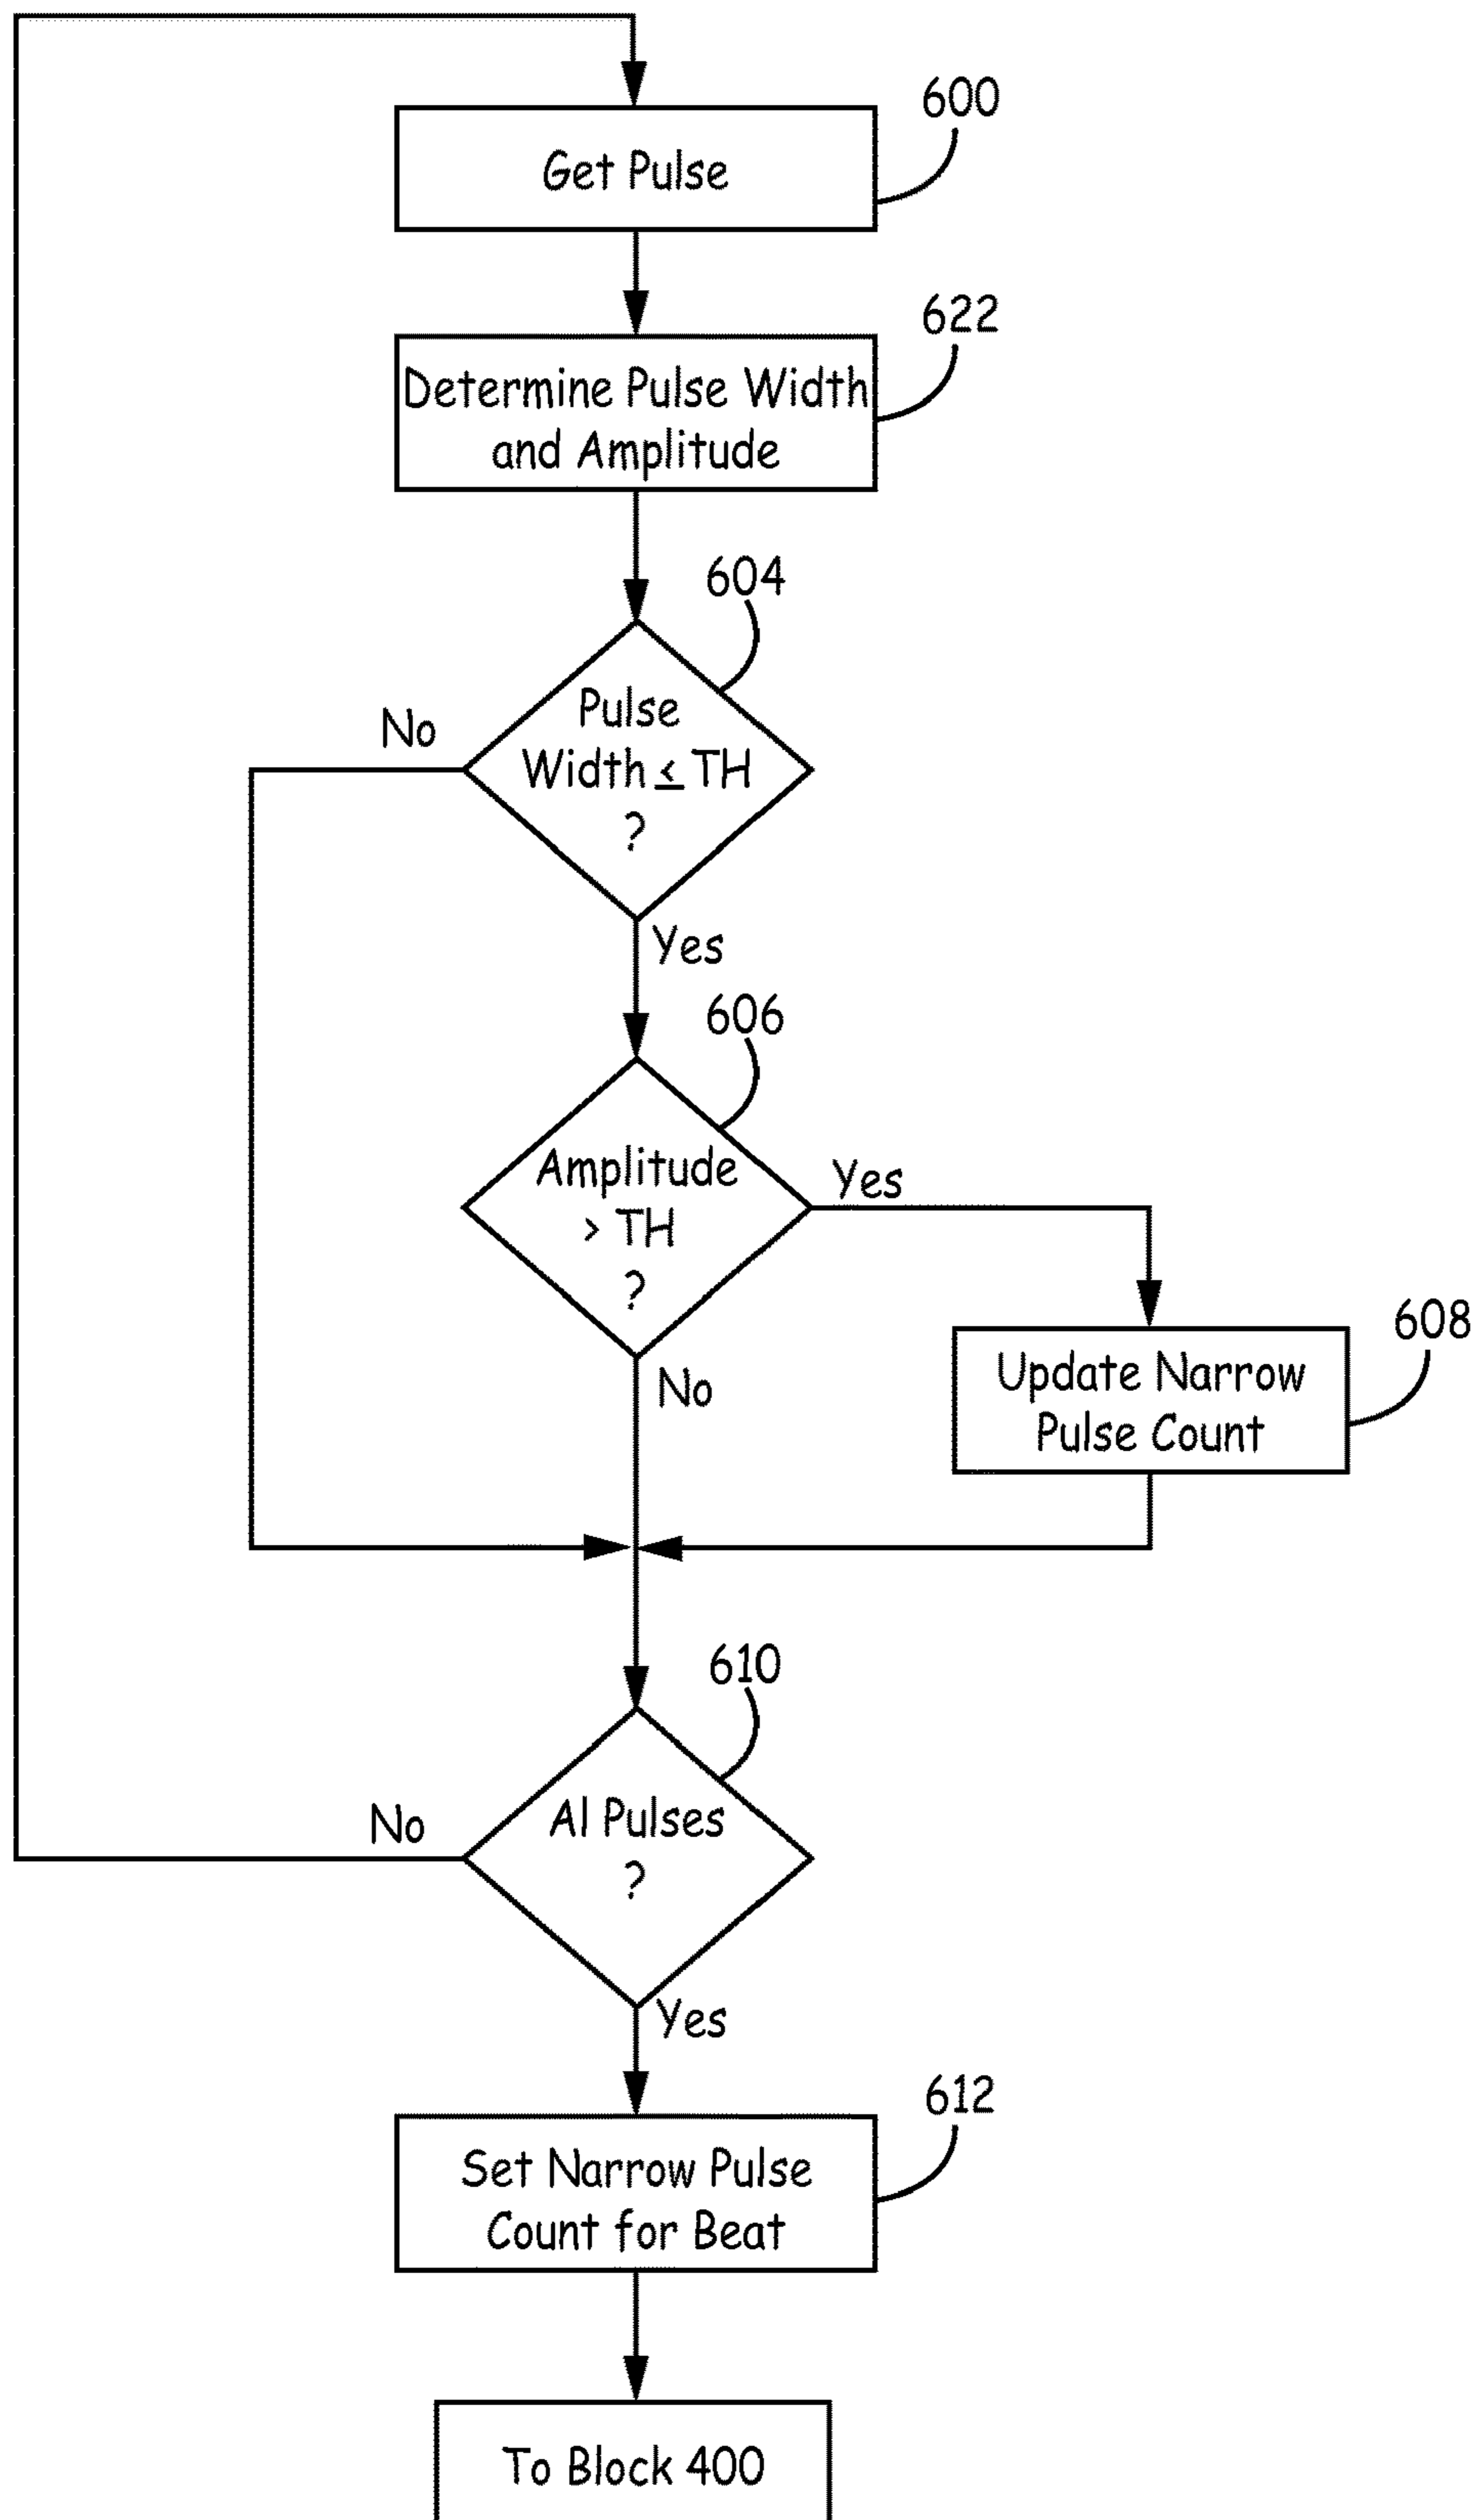 600
Get Pulse
622
Determine Pulse Width
and Amplitude
604
Pulse
Width ≤ TH
?
No
Yes
606
Amplitude
> TH
?
Yes
No
608
Update Narrow
Pulse Count
610
Al Pulses
?
No
Yes
612
Set Narrow Pulse
Count for Beat
To Block 400